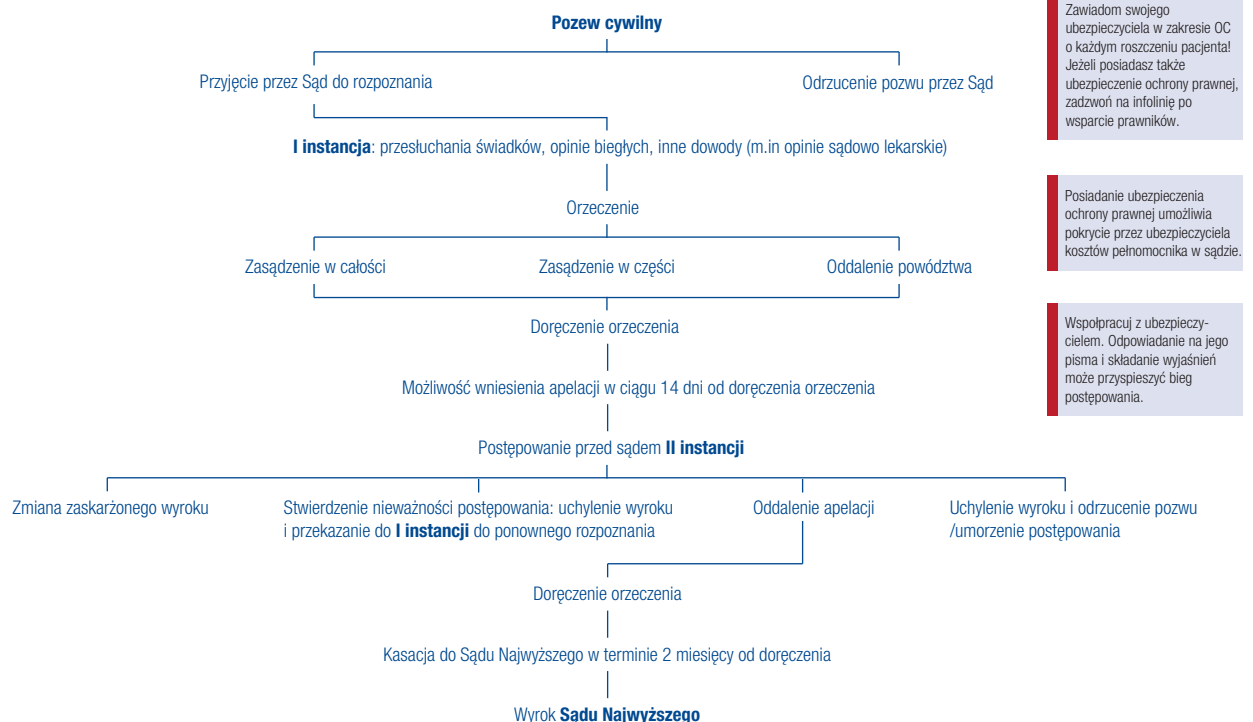 Pozew cywilny
Przyjęcie przez Sąd do rozpoznania
Odrzucenie pozwu przez Sąd
I instancja: przesłuchania świadków, opinie biegłych, inne dowody (m.in opinie sądowo lekarskie)
Orzeczenie
Zasądzenie w całości
Zasądzenie w części
Oddalenie powództwa
Doręczenie orzeczenia
Możliwość wniesienia apelacji w ciągu 14 dni od doręczenia orzeczenia
Postępowanie przed sądem II instancji
Zmiana zaskarżonego wyroku
Stwierdzenie nieważności postępowania: uchylenie wyroku
i przekazanie do I instancji do ponownego rozpoznania
Oddalenie apelacji
Uchylenie wyroku i odrzucenie pozwu
/umorzenie postępowania
Doręczenie orzeczenia
Kasacja do Sądu Najwyższego w terminie 2 miesięcy od doręczenia
Wyrok Sądu Najwyższego
Zawiadom swojego
ubezpieczyciela w zakresie OC
o każdym roszczeniu pacjenta!
Jeżeli posiadasz także
ubezpieczenie ochrony prawnej,
zadzwoń na infolinię po
wsparcie prawników.
Posiadanie ubezpieczenia
ochrony prawnej umożliwia
pokrycie przez ubezpieczyciela
kosztów pełnomocnika w sądzie.
Współpracuj z ubezpieczy-
cielem. Odpowiadanie na jego
pisma i składanie wyjaśnień
może przyspieszyć bieg
postępowania.